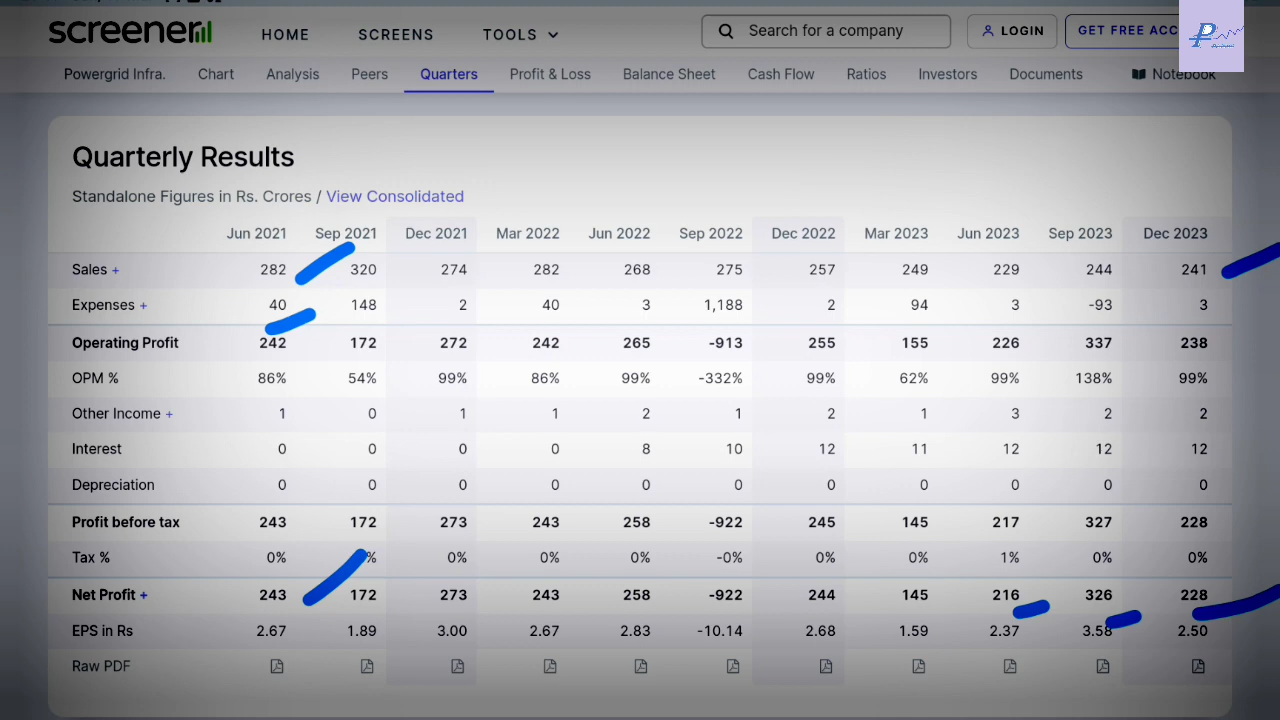 screener
HOME SCREENS TOOLS Search for a company LOGIN GET FREE ACC
Powergrid Infra. Chart Analysis Peers Quarters Profit & Loss Balance Sheet Cash Flow Ratios Investors Documents Notebook
Quarterly Results
Standalone Figures in Rs. Crores / View Consolidated
Jun 2021 Sep 2021 Dec 2021 Mar 2022 Jun 2022 Sep 2022 Dec 2022 Mar 2023 Jun 2023 Sep 2023 Dec 2023
Sales + 282 320 274 282 268 275 257 249 229 244 241
Expenses + 40 148 2 40 3 1,188 2 94 3 -93 3
Operating Profit 242 172 272 242 265 -913 255 155 226 337 238
OPM % 86% 54% 99% 86% 99% -332% 99% 62% 99% 138% 99%
Other Income + 1 0 1 1 2 1 2 1 3 2 2
Interest 0 0 0 0 8 10 12 11 12 12 12
Depreciation 0 0 0 0 0 0 0 0 0 0 0
Profit before tax 243 172 273 243 258 -922 245 145 217 327 228
Tax % 0% % 0% 0% 0% -0% 0% 0% 1% 0% 0%
Net Profit + 243 172 273 243 258 -922 244 145 216 326 228
EPS in Rs 2.67 1.89 3.00 2.67 2.83 -10.14 2.68 1.59 2.37 3.58 2.50
Raw PDF